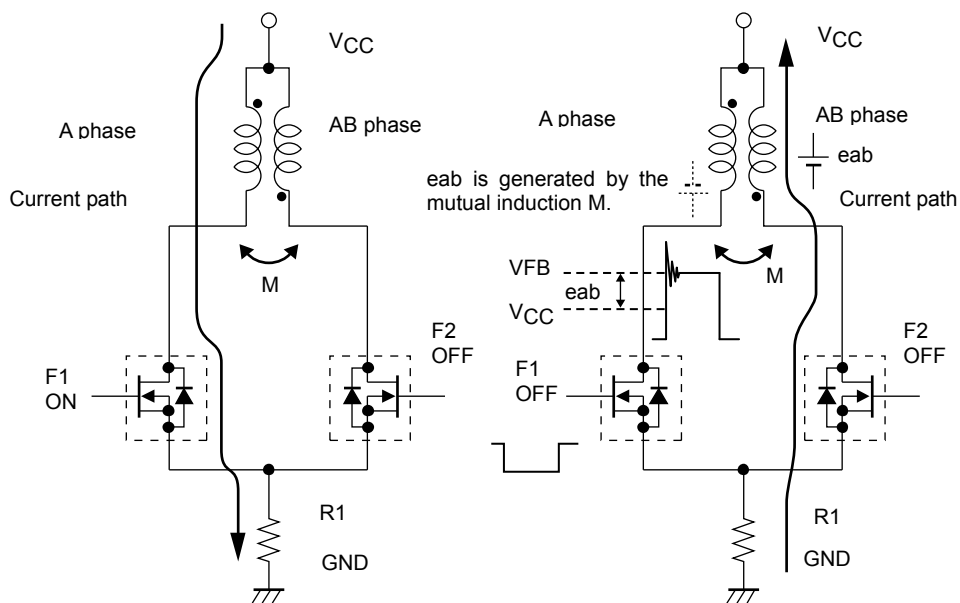 VCC
A phase
AB phase
Current path
M
F1
ON
F2
OFF
R1
GND
VCC
A phase
AB phase
eab
eab is generated by the
mutual induction M.
Current path
M
VFB
eab
VCC
F1
OFF
F2
OFF
R1
GND